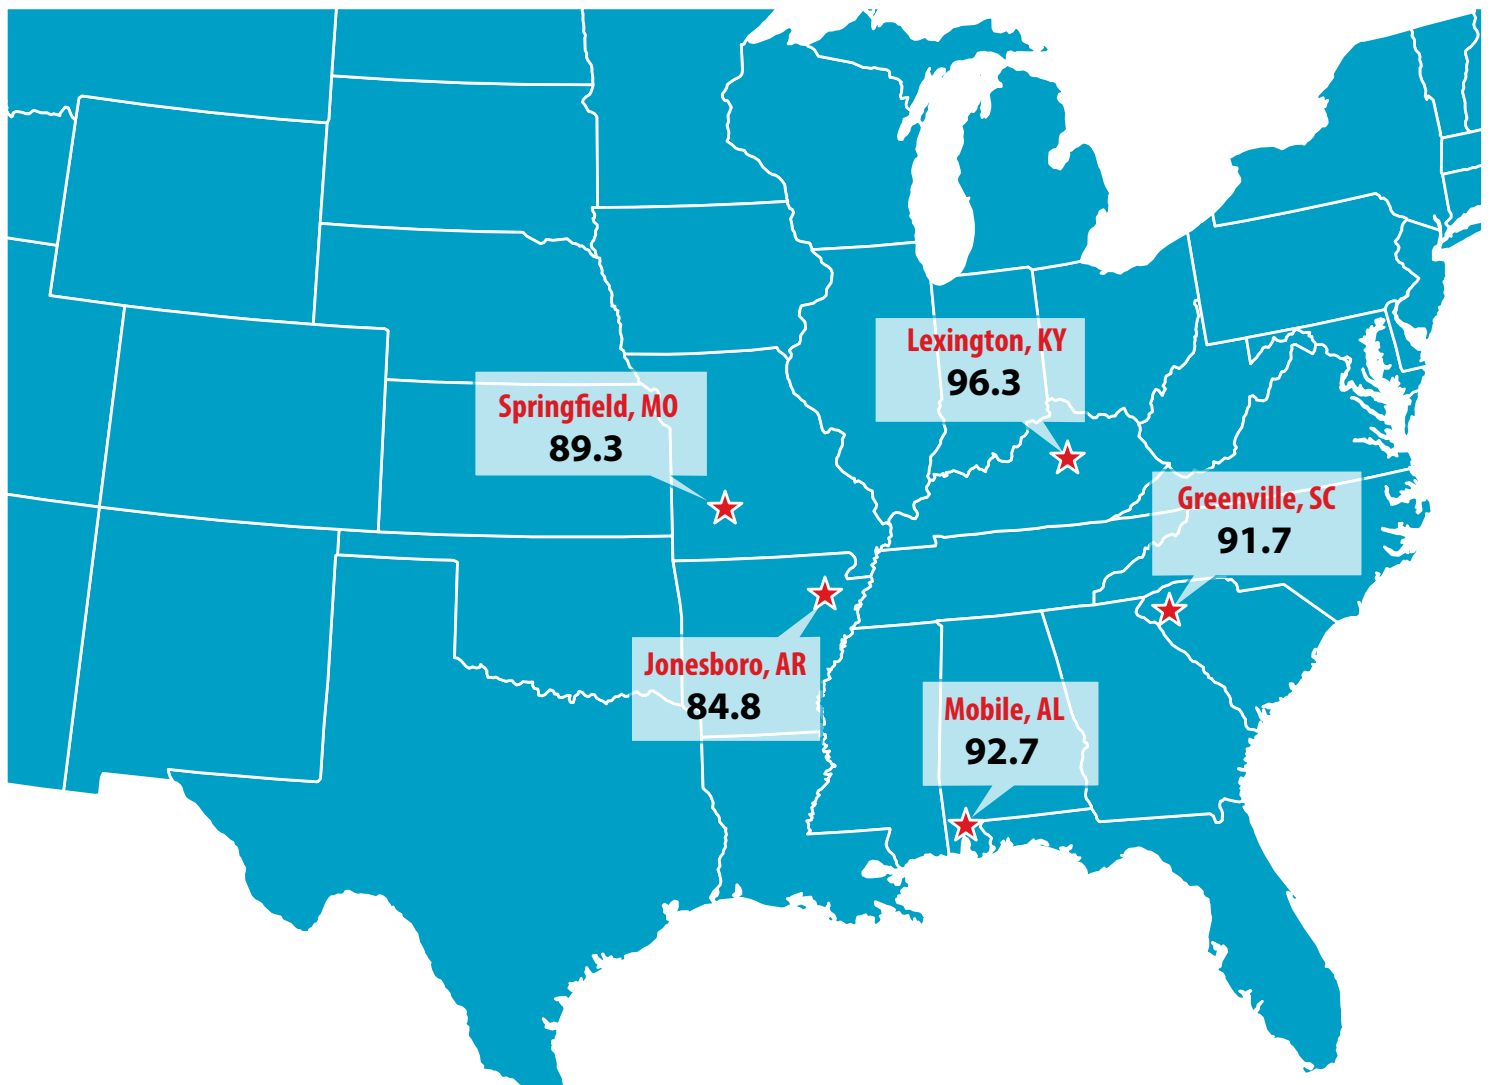 Lexington, KY
96.3
Springfield, MO
89.3
Greenville, SC
91.7
Jonesboro, AR
84.8
Mobile, AL
92.7